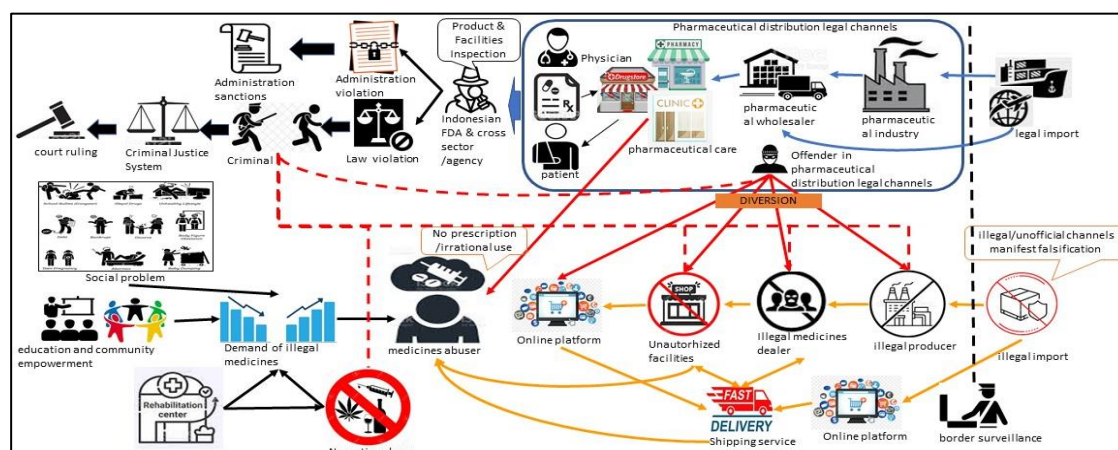 Product &
Facilities
Inspection
Pharmaceutical distribution legal channels
Physician
PHARMACY
Drugstore
CLINIC
Rx
patient
pharmaceutical care
pharmaceutic
al wholesaler
pharmaceutic
al industry
legal import
Administration
sanctions
Administration
violation
Indonesian
FDA & cross
sector
/agency
court ruling
Criminal Justice
System
Criminal
Law violation
Offender in
pharmaceutical
distribution legal channels
DIVERSION
No prescription
/irrational use
illegal/unofficial channels
manifest falsification
Social problem
education and community
empowerment
Demand of illegal
medicines
medicines abuser
Online platform
SHOP
Unautorhized
facilities
Illegal medicines
dealer
illegal producer
illegal import
Rehabilitation
center
FAST
DELIVERY
Shipping service
Online platform
border surveillance